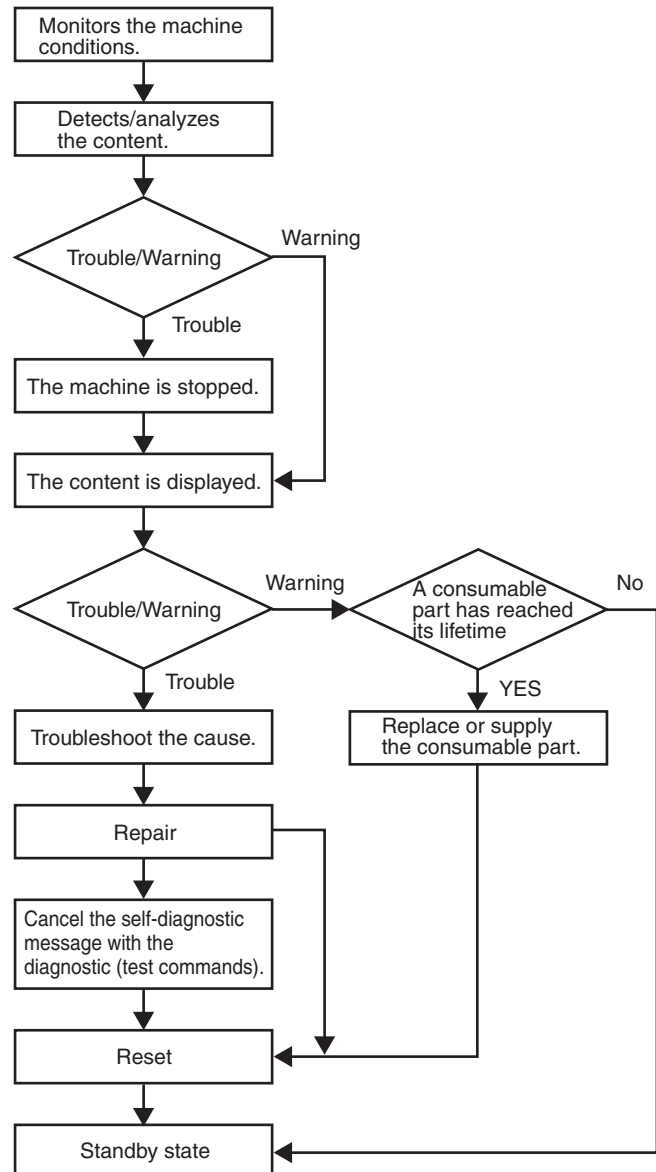 Monitors the machine
conditions.
Detects/analyzes
the content.
Trouble/Warning
Warning
Trouble
The machine is stopped.
The content is displayed.
Trouble/Warning
Warning
A consumable
part has reached
its lifetime
No
Trouble
YES
Troubleshoot the cause.
Replace or supply
the consumable part.
Repair
Cancel the self-diagnostic
message with the
diagnostic (test commands).
Reset
Standby state